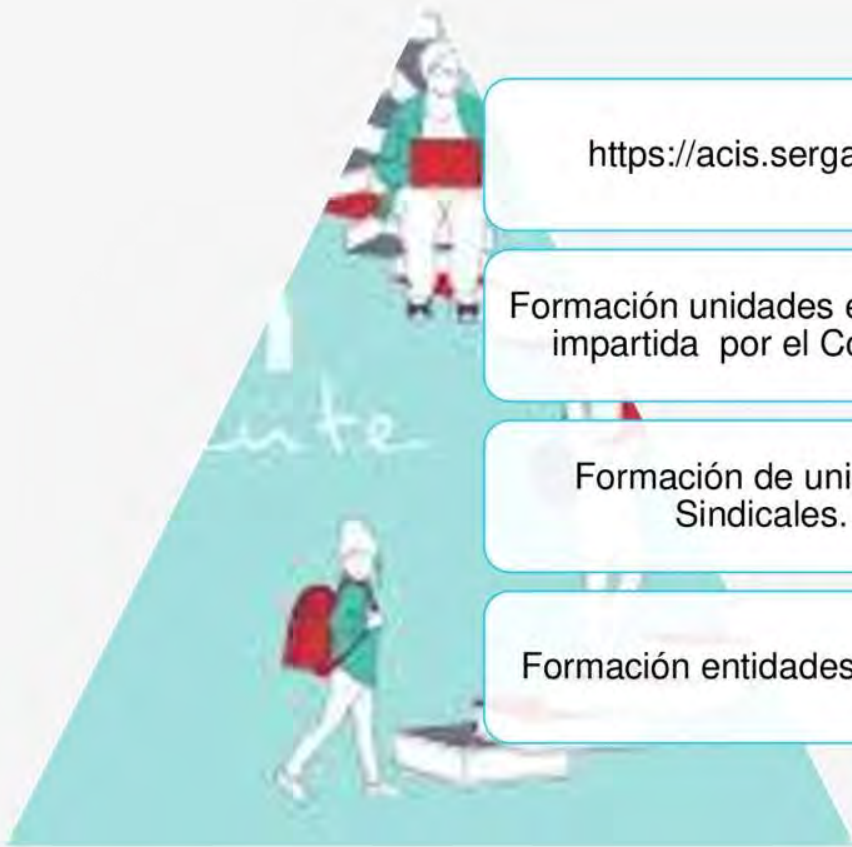 https://acis.serga
Formación unidades e
impartida por el Co
Formación de uni
Sindicales.
Formación entidades